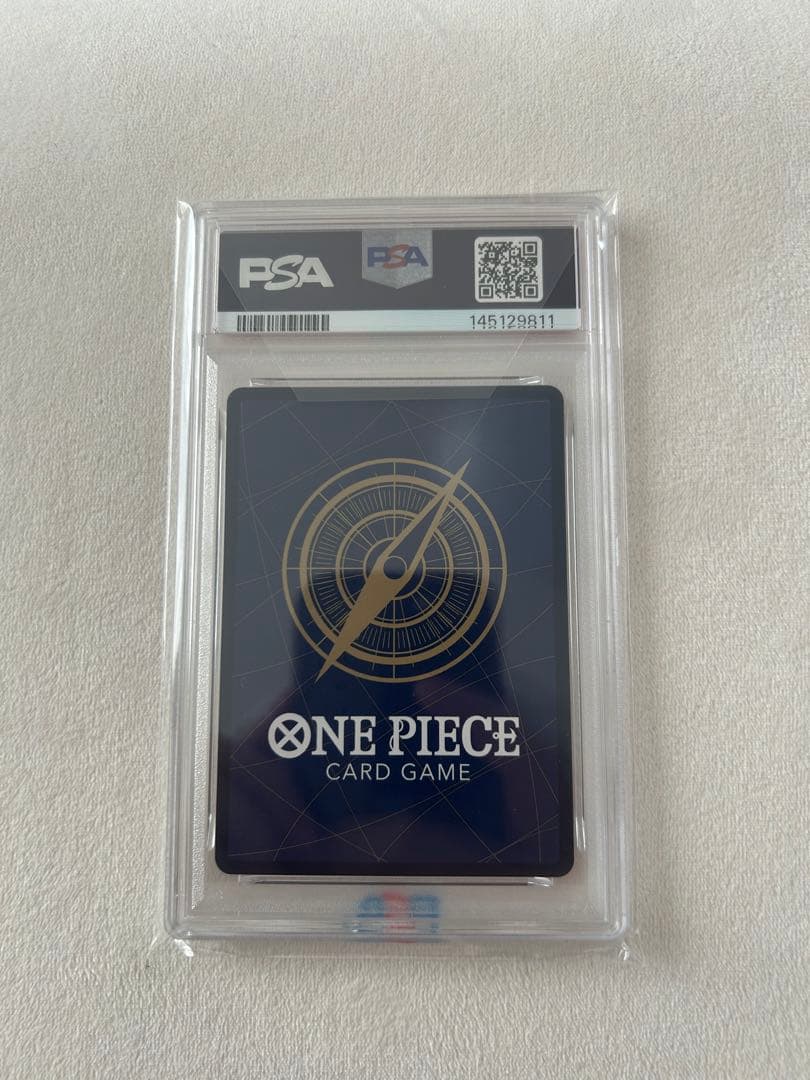 PSA
PSA
145129811
ONE PIECE
CARD GAME